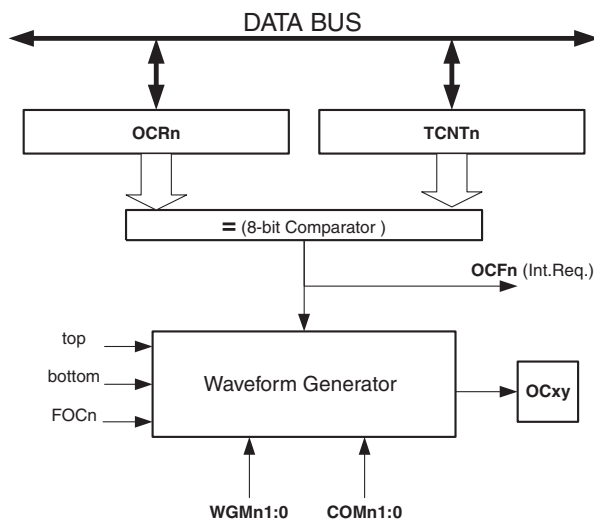 DATA BUS
OCRn
TCNTn
= (8-bit Comparator )
OCFn (Int.Req.)
top
bottom
FOCn
Waveform Generator
OCxy
WGMn1:0
COMn1:0